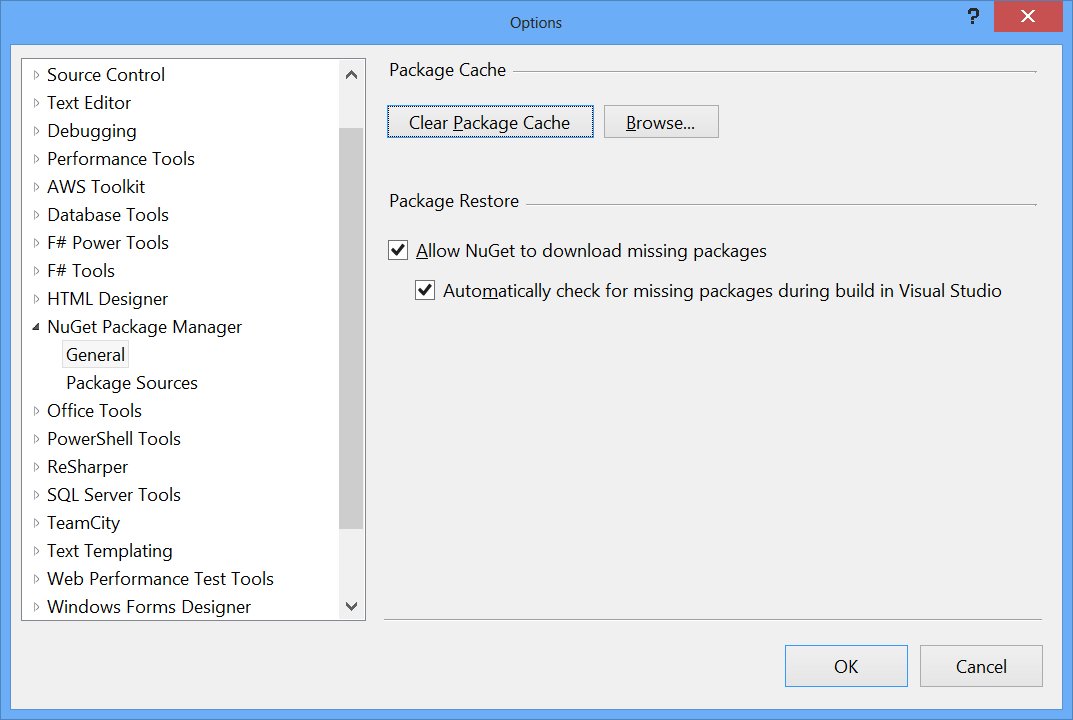 Options
?
Source Control
Text Editor
Debugging
Performance Tools
AWS Toolkit
Database Tools
F# Power Tools
F# Tools
HTML Designer
NuGet Package Manager
General
Package Sources
Office Tools
PowerShell Tools
ReSharper
SQL Server Tools
TeamCity
Text Templating
Web Performance Test Tools
Windows Forms Designer
Package Cache
Clear Package Cache
Browse...
Package Restore
Allow NuGet to download missing packages
Automatically check for missing packages during build in Visual Studio
OK
Cancel